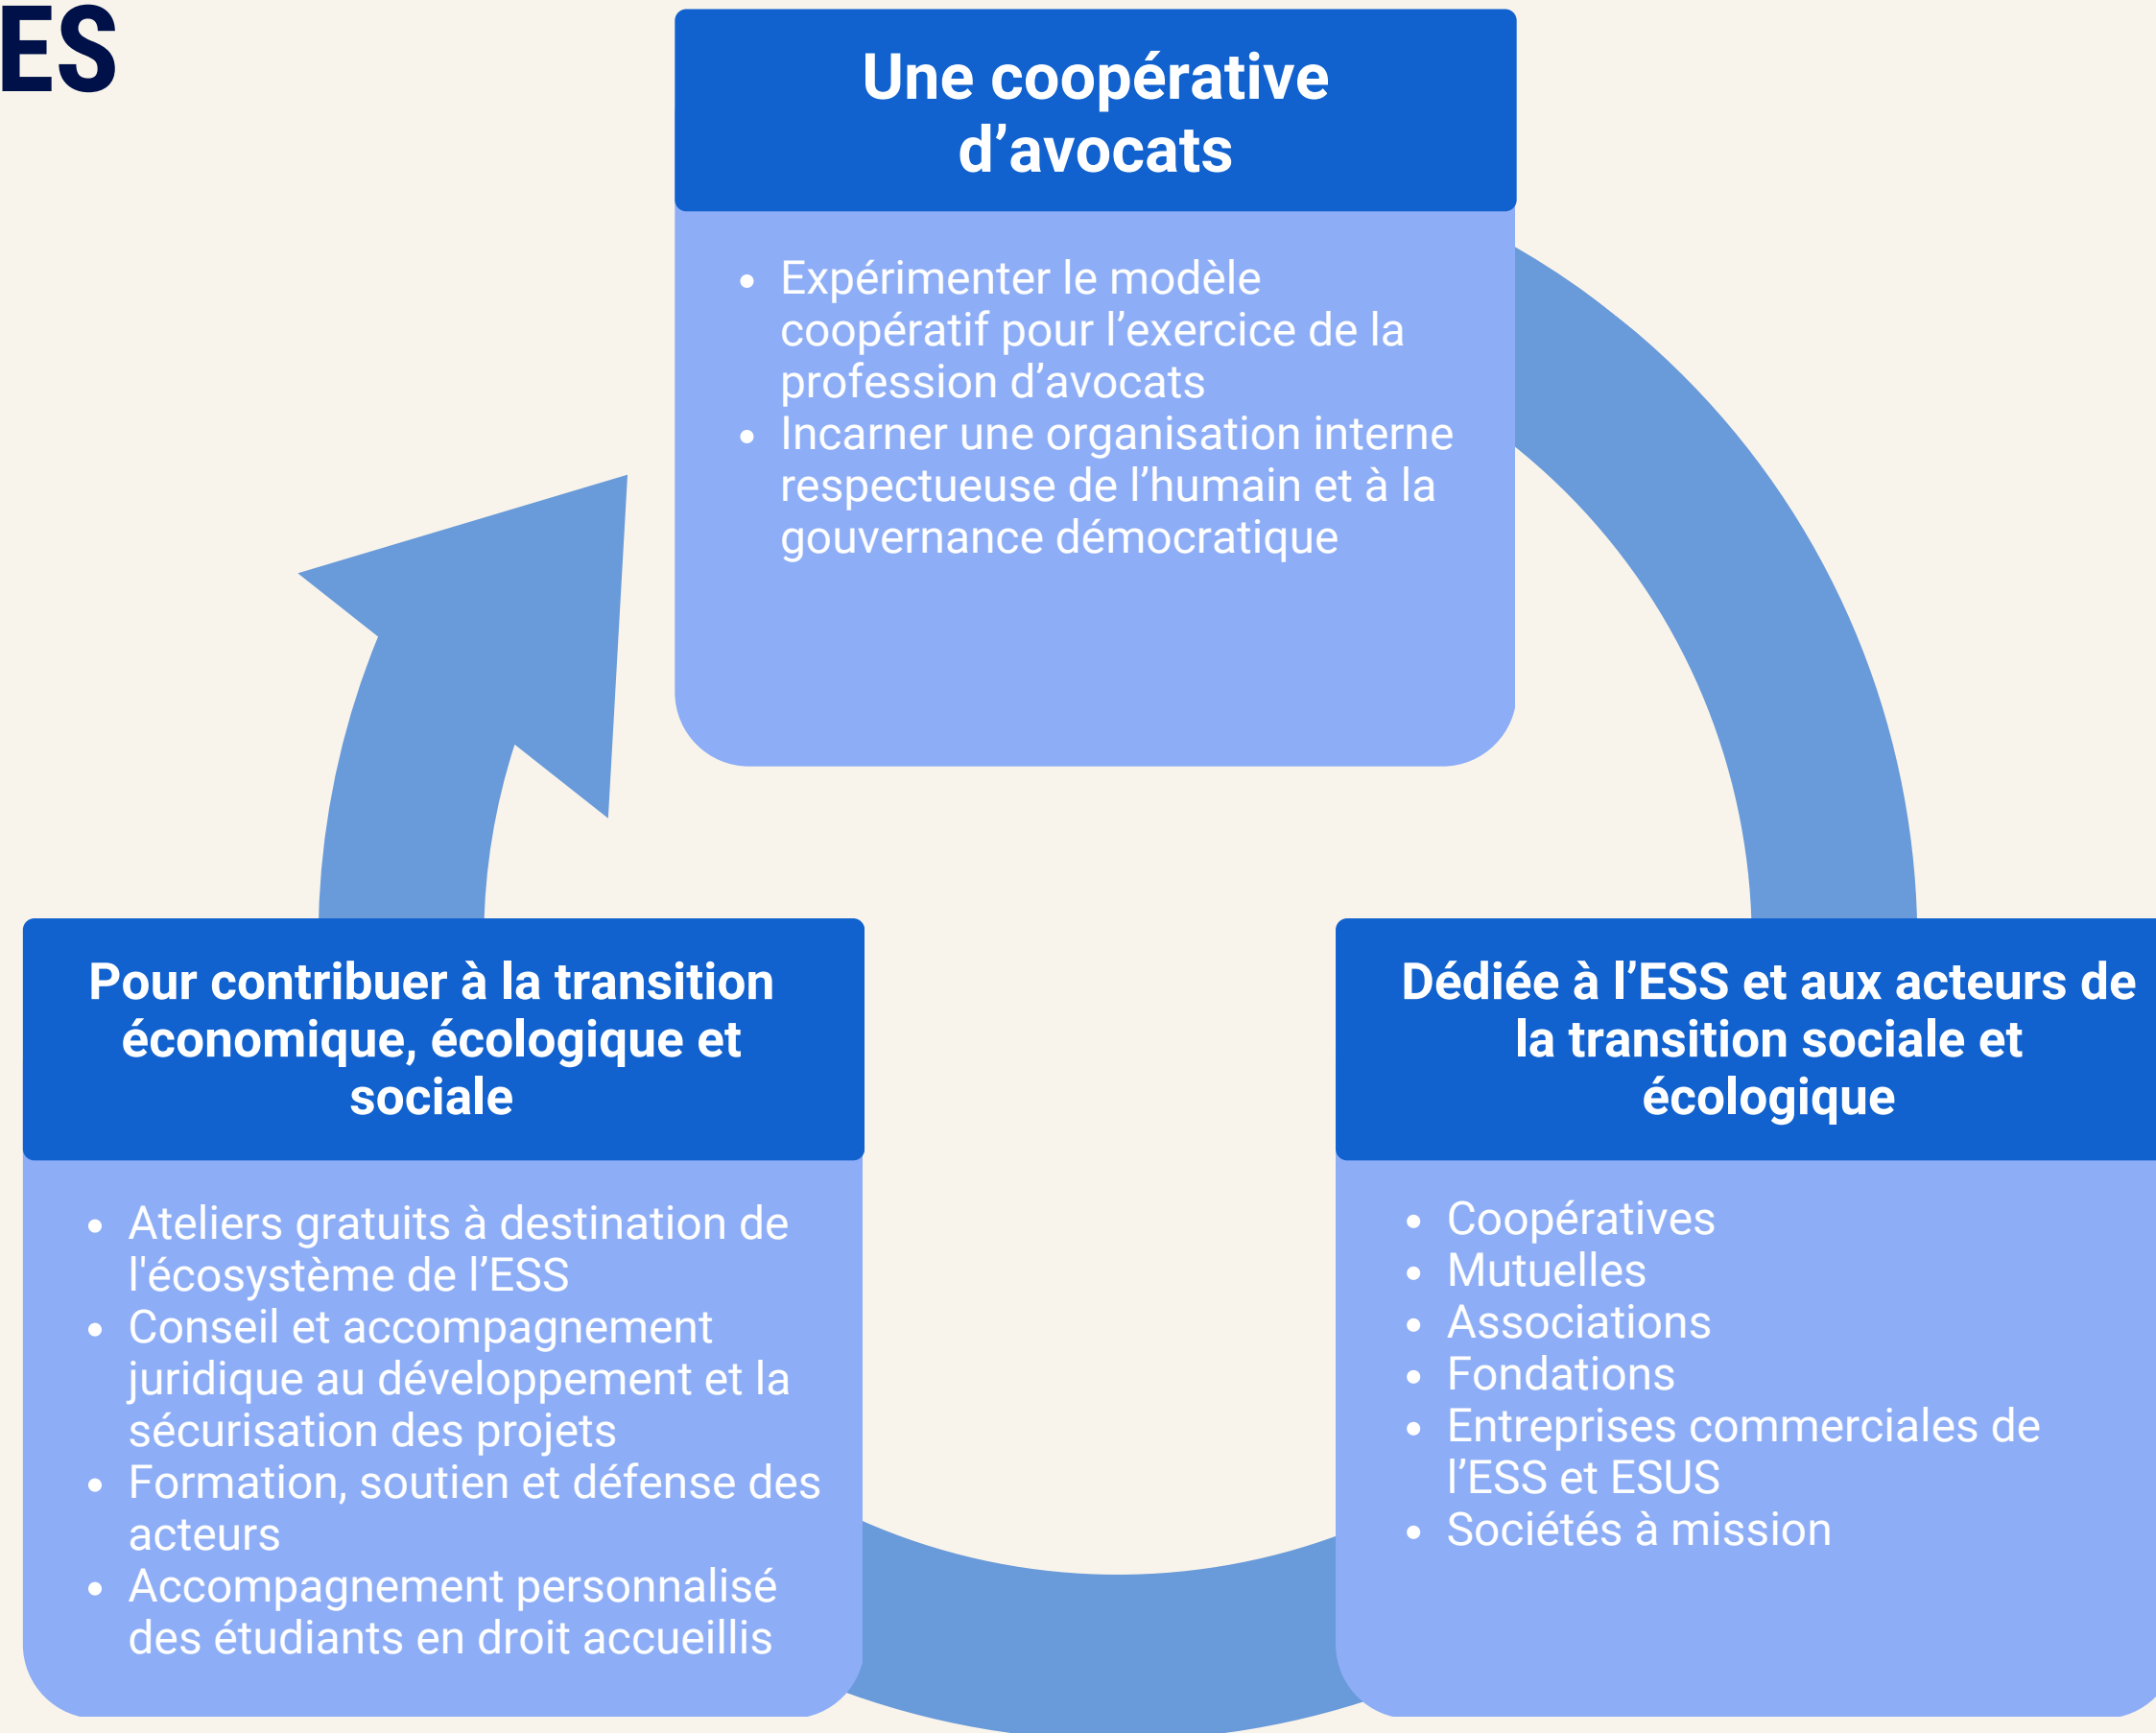 ES
Une coopérative
d’avocats
• Expérimenter le modèle
coopératif pour l’exercice de la
profession d’avocats
• Incarner une organisation interne
respectueuse de l’humain et à la
gouvernance démocratique
Pour contribuer à la transition
économique, écologique et
sociale
• Ateliers gratuits à destination de
l'écosystème de l’ESS
• Conseil et accompagnement
juridique au développement et la
sécurisation des projets
• Formation, soutien et défense des
acteurs
• Accompagnement personnalisé
des étudiants en droit accueillis
Dédiée à l’ESS et aux acteurs de
la transition sociale et
écologique
• Coopératives
• Mutuelles
• Associations
• Fondations
• Entreprises commerciales de
l’ESS et ESUS
• Sociétés à mission